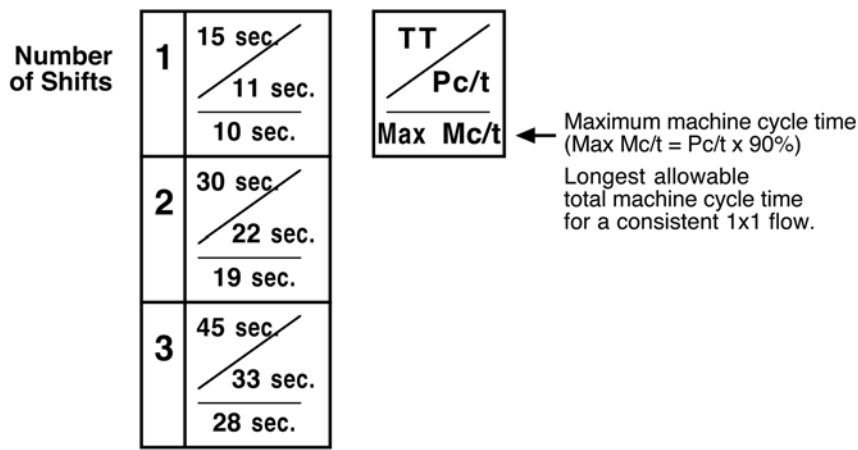 Number
of Shifts
1
15 sec.
11 sec.
10 sec.
2
30 sec.
22 sec.
19 sec.
3
45 sec.
33 sec.
28 sec.
TT
Pc/t
Max Mc/t
Maximum machine cycle time
(Max Mc/t = Pc/t x 90%)
Longest allowable
total machine cycle time
for a consistent 1x1 flow.